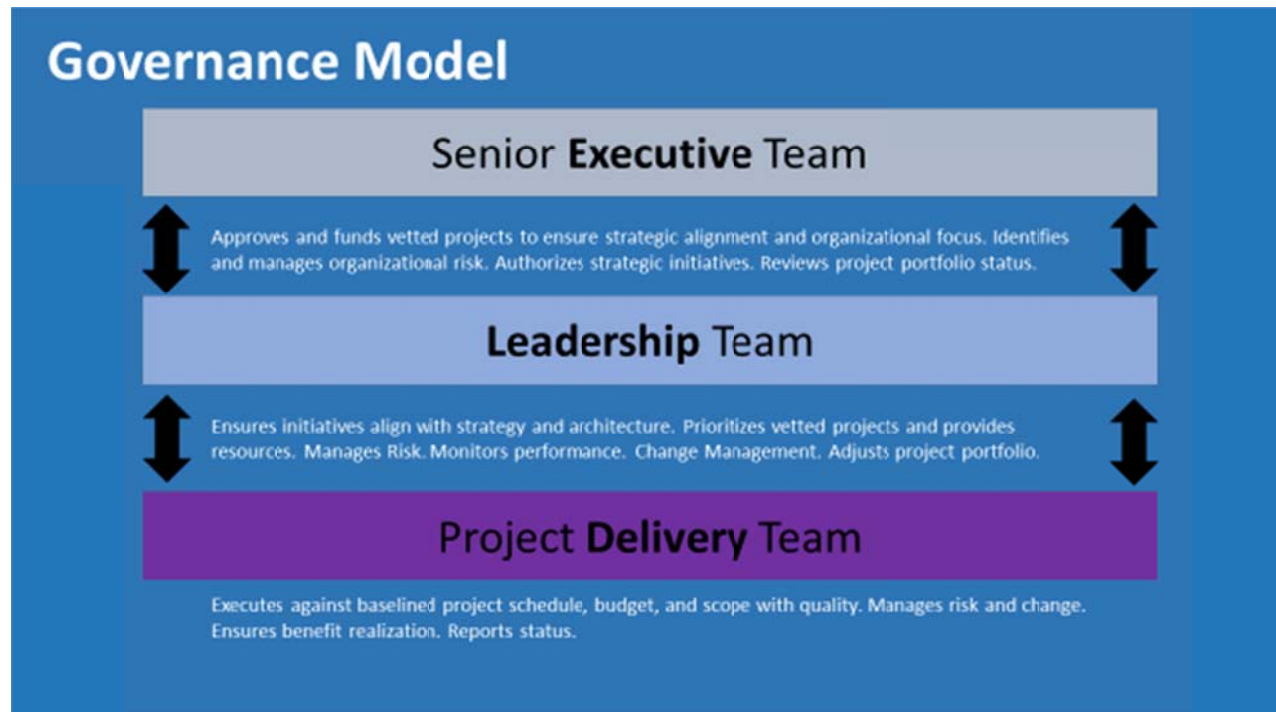 Governance Model
Senior Executive Team
Approves and funds vetted projects to ensure strategic alignment and organizational focus. Identifies
and manages organizational risk. Authorizes strategic initiatives. Reviews project portfolio status.
Leadership Team
Ensures initiatives align with strategy and architecture. Prioritizes vetted projects and provides
resources. Manages Risk. Monitors performance. Change Management. Adjusts project portfolio.
Project Delivery Team
Executes against baselined project schedule, budget, and scope with quality. Manages risk and change.
Ensures benefit realization. Reports status.